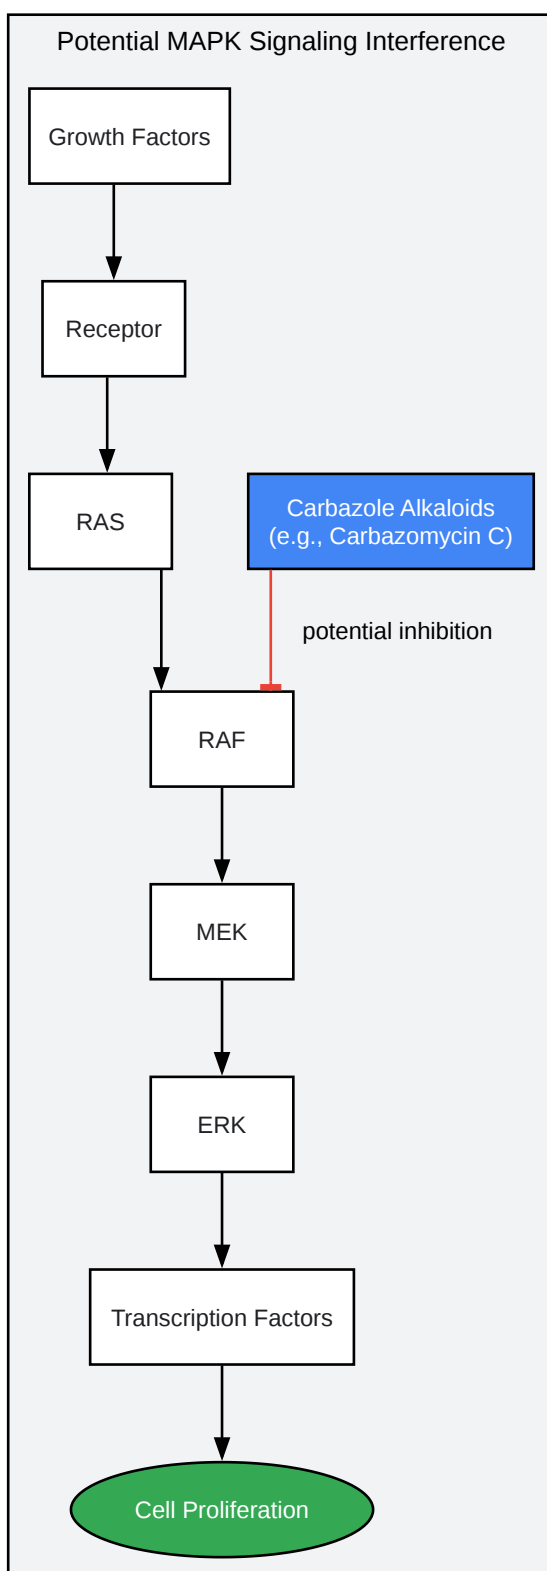 Potential MAPK Signaling Interference
Growth Factors
Receptor
RAS
Carbazole Alkaloids
(e.g., Carbazomycin C)
potential inhibition
RAF
MEK
ERK
Transcription Factors
Cell Proliferation